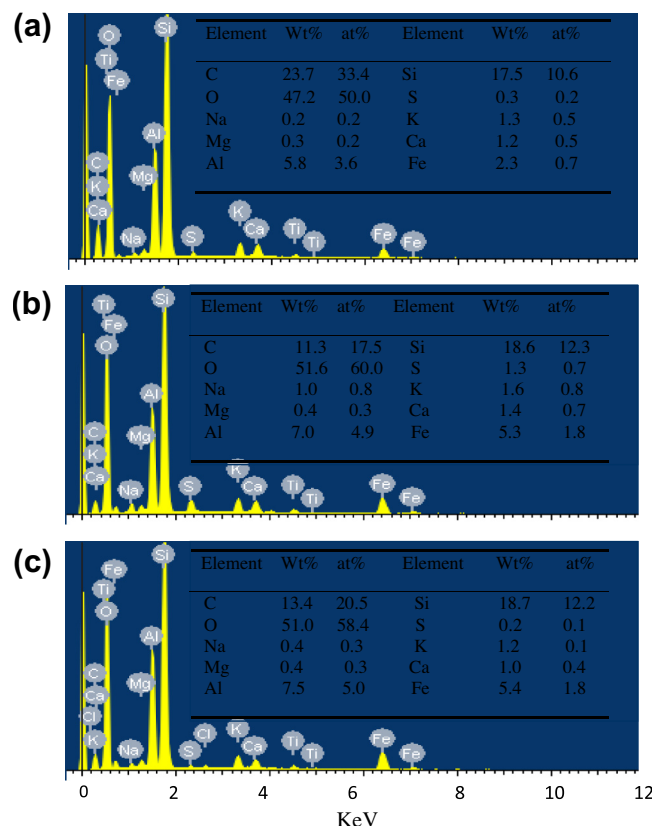 (a)
O
Si
Ti
Fe
Al
C
Mg
K
Ca
Na
S
K
Ca
Ti
Ti
Fe
Fe
Element Wt% at% Element Wt% at%
C 23.7 33.4 Si 17.5 10.6
O 47.2 50.0 S 0.3 0.2
Na 0.2 0.2 K 1.3 0.5
Mg 0.3 0.2 Ca 1.2 0.5
Al 5.8 3.6 Fe 2.3 0.7
(b)
Ti
Si
Fe
O
Al
C
Mg
K
Ca
Na
S
K
Ca
Ti
Ti
Fe
Fe
Element Wt% at% Element Wt% at%
C 11.3 17.5 Si 18.6 12.3
O 51.6 60.0 S 1.3 0.7
Na 1.0 0.8 K 1.6 0.8
Mg 0.4 0.3 Ca 1.4 0.7
Al 7.0 4.9 Fe 5.3 1.8
(c)
Si
Fe
Ti
O
Al
C
Mg
Ca
Cl
K
Na
S
Cl
K
Ca
Ti
Ti
Fe
Fe
Element Wt% at% Element Wt% at%
C 13.4 20.5 Si 18.7 12.2
O 51.0 58.4 S 0.2 0.1
Na 0.4 0.3 K 1.2 0.1
Mg 0.4 0.3 Ca 1.0 0.4
Al 7.5 5.0 Fe 5.4 1.8
0 2 4 6 8 10 12
KeV